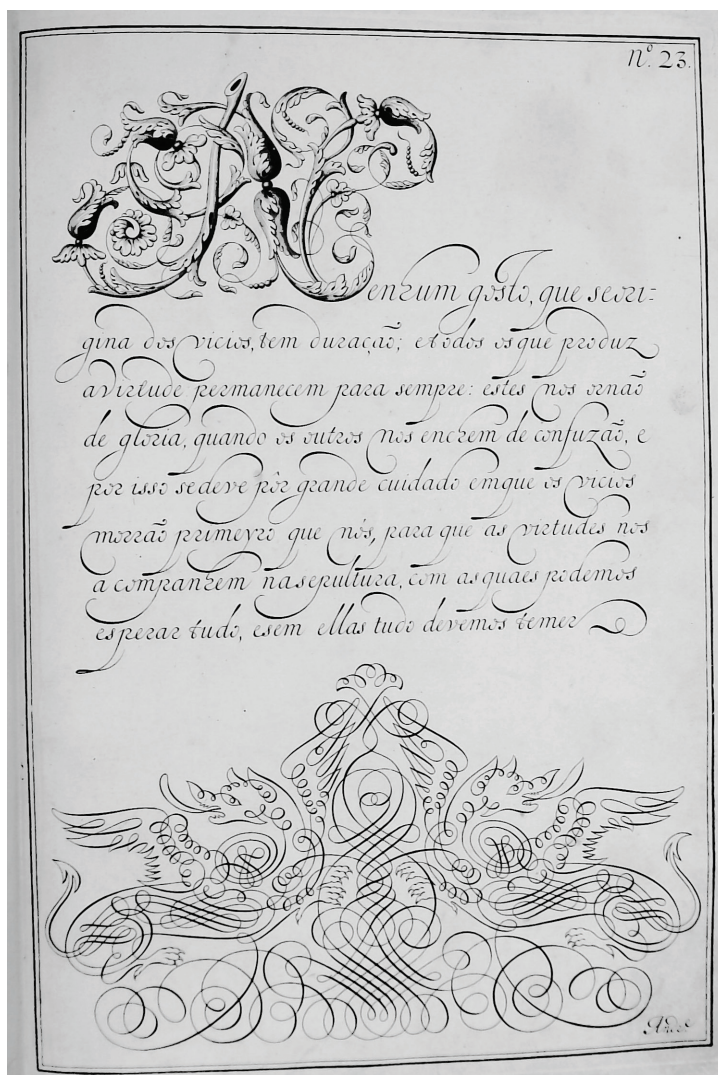 Nº. 23.
Nenhum gosto, que se ori=
gina dos vicios, tem duração; e todos os que produz
a virtude permanecem para sempre: estes nos ornão
de gloria, quando os outros nos enchem de confuzão, e
por isso se deve pôr grande cuidado em que os vicios
morrão primeyro que nós, para que as virtudes nos
a companhem na sepultura, com as quaes podemos
esperar tudo, e sem ellas tudo devemos temer